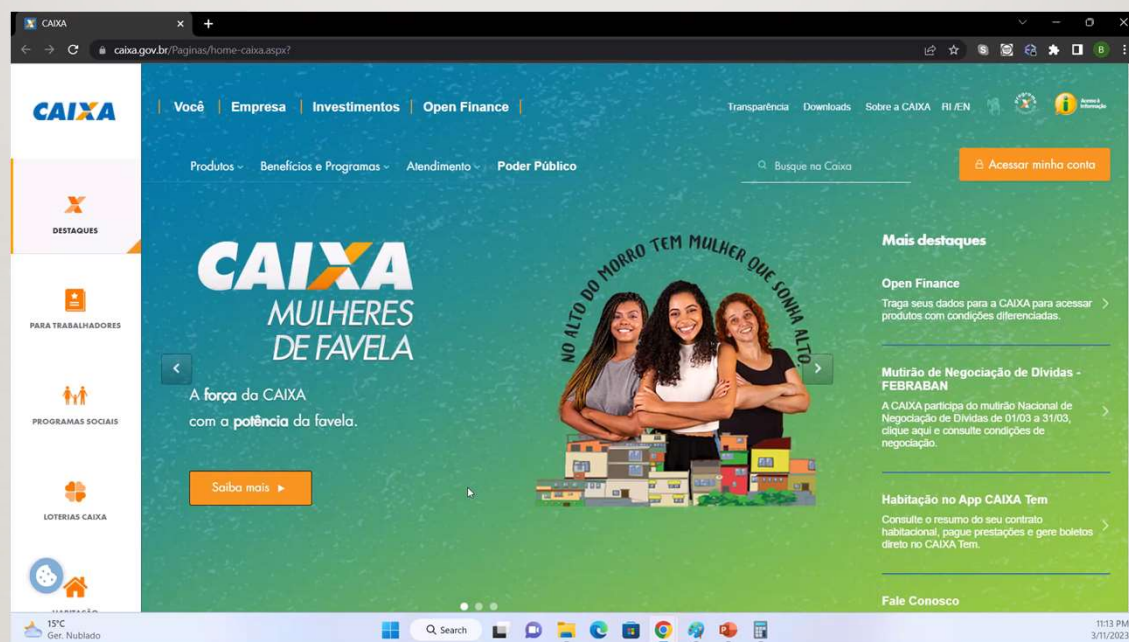 CAIXA
caixa.gov.br/Paginas/home-caixa.aspx?
B
CAIXA
Você | Empresa | Investimentos | Open Finance
Transparência Downloads Sobre a CAIXA RI /EN
Acesso à
Informação
Produtos Benefícios e Programas Atendimento Poder Público
Busque na Caixa
Acessar minha conta
DESTAQUES
PARA TRABALHADORES
PROGRAMAS SOCIAIS
LOTERIAS CAIXA
HABITAÇÃO
CAIXA
MULHERES
DE FAVELA
A força da CAIXA
com a potência da favela.
Saiba mais
NO ALTO DO MORRO TEM MULHER QUE SONHA ALTO.
Mais destaques
Open Finance
Traga seus dados para a CAIXA para acessar
produtos com condições diferenciadas.
Mutirão de Negociação de Dívidas -
FEBRABAN
A CAIXA participa do mutirão Nacional de
Negociação de Dívidas de 01/03 a 31/03,
clique aqui e consulte condições de
negociação.
Habitação no App CAIXA Tem
Consulte o resumo do seu contrato
habitacional, pague prestações e gere boletos
direto no CAIXA Tem.
Fale Conosco
15°C
Ger. Nublado
Search
11:13 PM